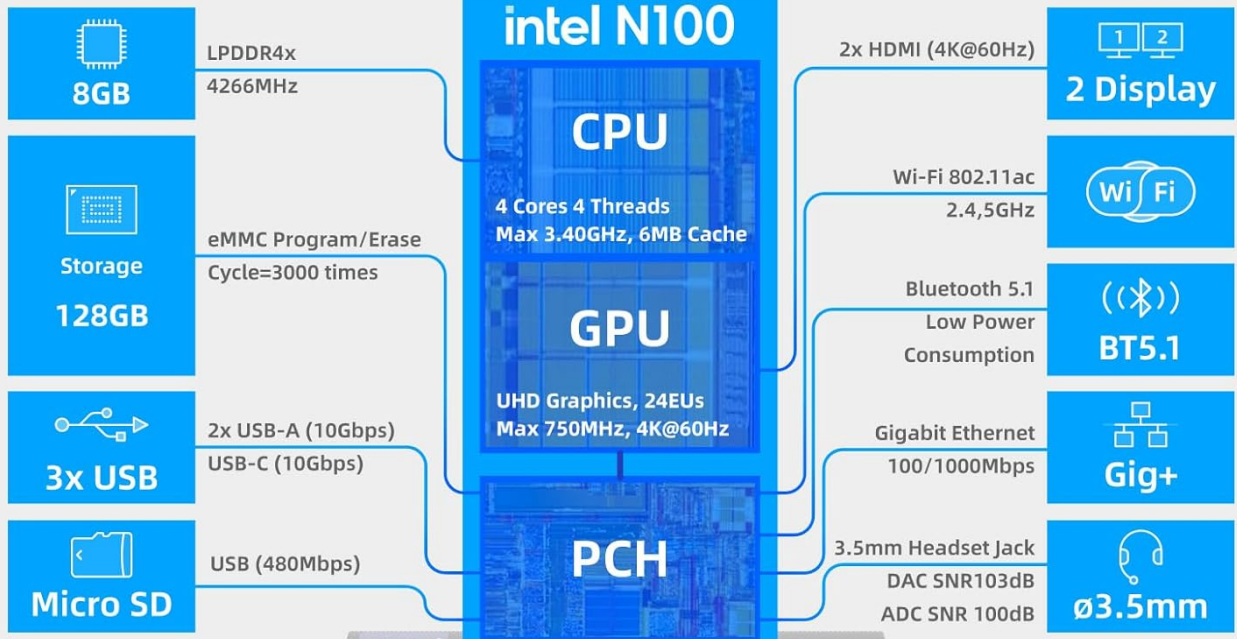 intel N100
8GB
LPDDR4x
4266MHz
Storage
128GB
eMMC Program/Erase
Cycle=3000 times
3x USB
2x USB-A (10Gbps)
USB-C (10Gbps)
Micro SD
USB (480Mbps)
CPU
4 Cores 4 Threads
Max 3.40GHz, 6MB Cache
GPU
UHD Graphics, 24EUs
Max 750MHz, 4K@60Hz
PCH
2x HDMI (4K@60Hz)
1 2
2 Display
Wi-Fi 802.11ac
2.4,5GHz
Wi Fi
Bluetooth 5.1
Low Power
Consumption
BT5.1
Gigabit Ethernet
100/1000Mbps
Gig+
3.5mm Headset Jack
DAC SNR103dB
ADC SNR 100dB
ø3.5mm